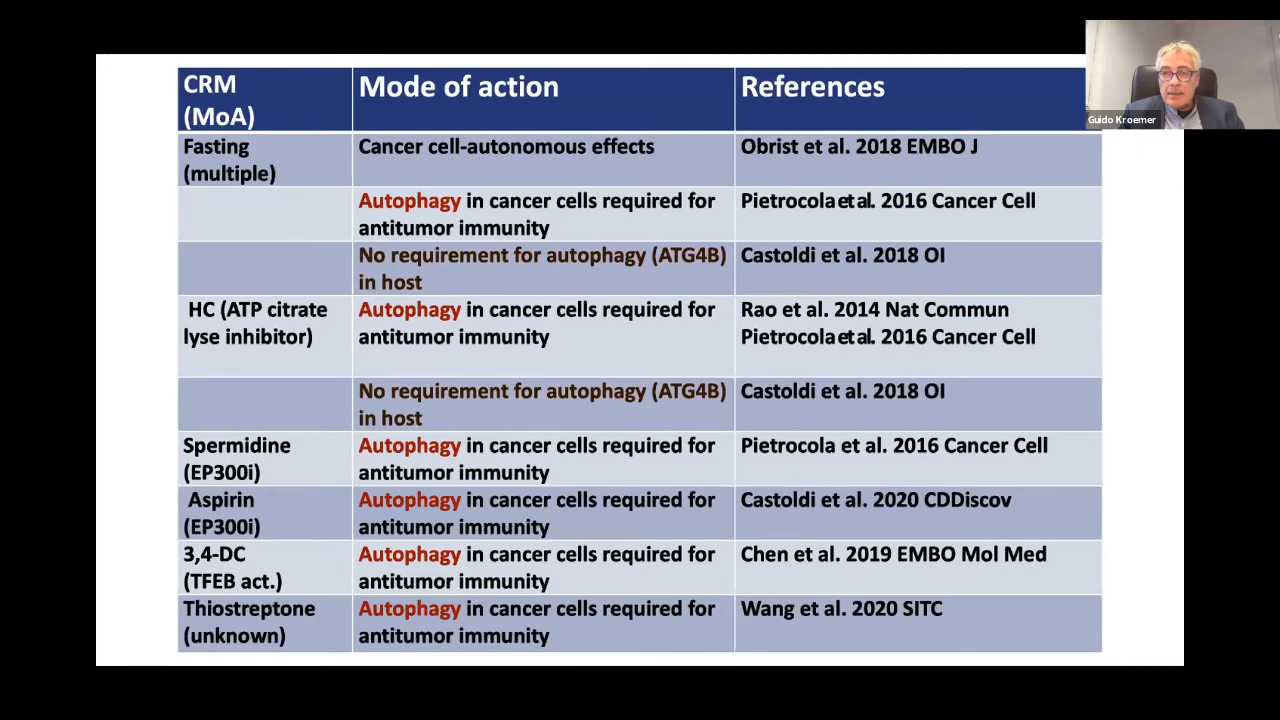 CRM
(MoA)
Mode of action
References
Fasting
(multiple)
Cancer cell-autonomous effects
Obrist et al. 2018 EMBO J
Autophagy in cancer cells required for
antitumor immunity
Pietrocola et al. 2016 Cancer Cell
No requirement for autophagy (ATG4B)
in host
Castoldi et al. 2018 OI
HC (ATP citrate
lyse inhibitor)
Autophagy in cancer cells required for
antitumor immunity
Rao et al. 2014 Nat Commun
Pietrocola et al. 2016 Cancer Cell
No requirement for autophagy (ATG4B)
in host
Castoldi et al. 2018 OI
Spermidine
(EP300i)
Autophagy in cancer cells required for
antitumor immunity
Pietrocola et al. 2016 Cancer Cell
Aspirin
(EP300i)
Autophagy in cancer cells required for
antitumor immunity
Castoldi et al. 2020 CDDiscov
3,4-DC
(TFEB act.)
Autophagy in cancer cells required for
antitumor immunity
Chen et al. 2019 EMBO Mol Med
Thiostreptone
(unknown)
Autophagy in cancer cells required for
antitumor immunity
Wang et al. 2020 SITC
Guido Kroemer